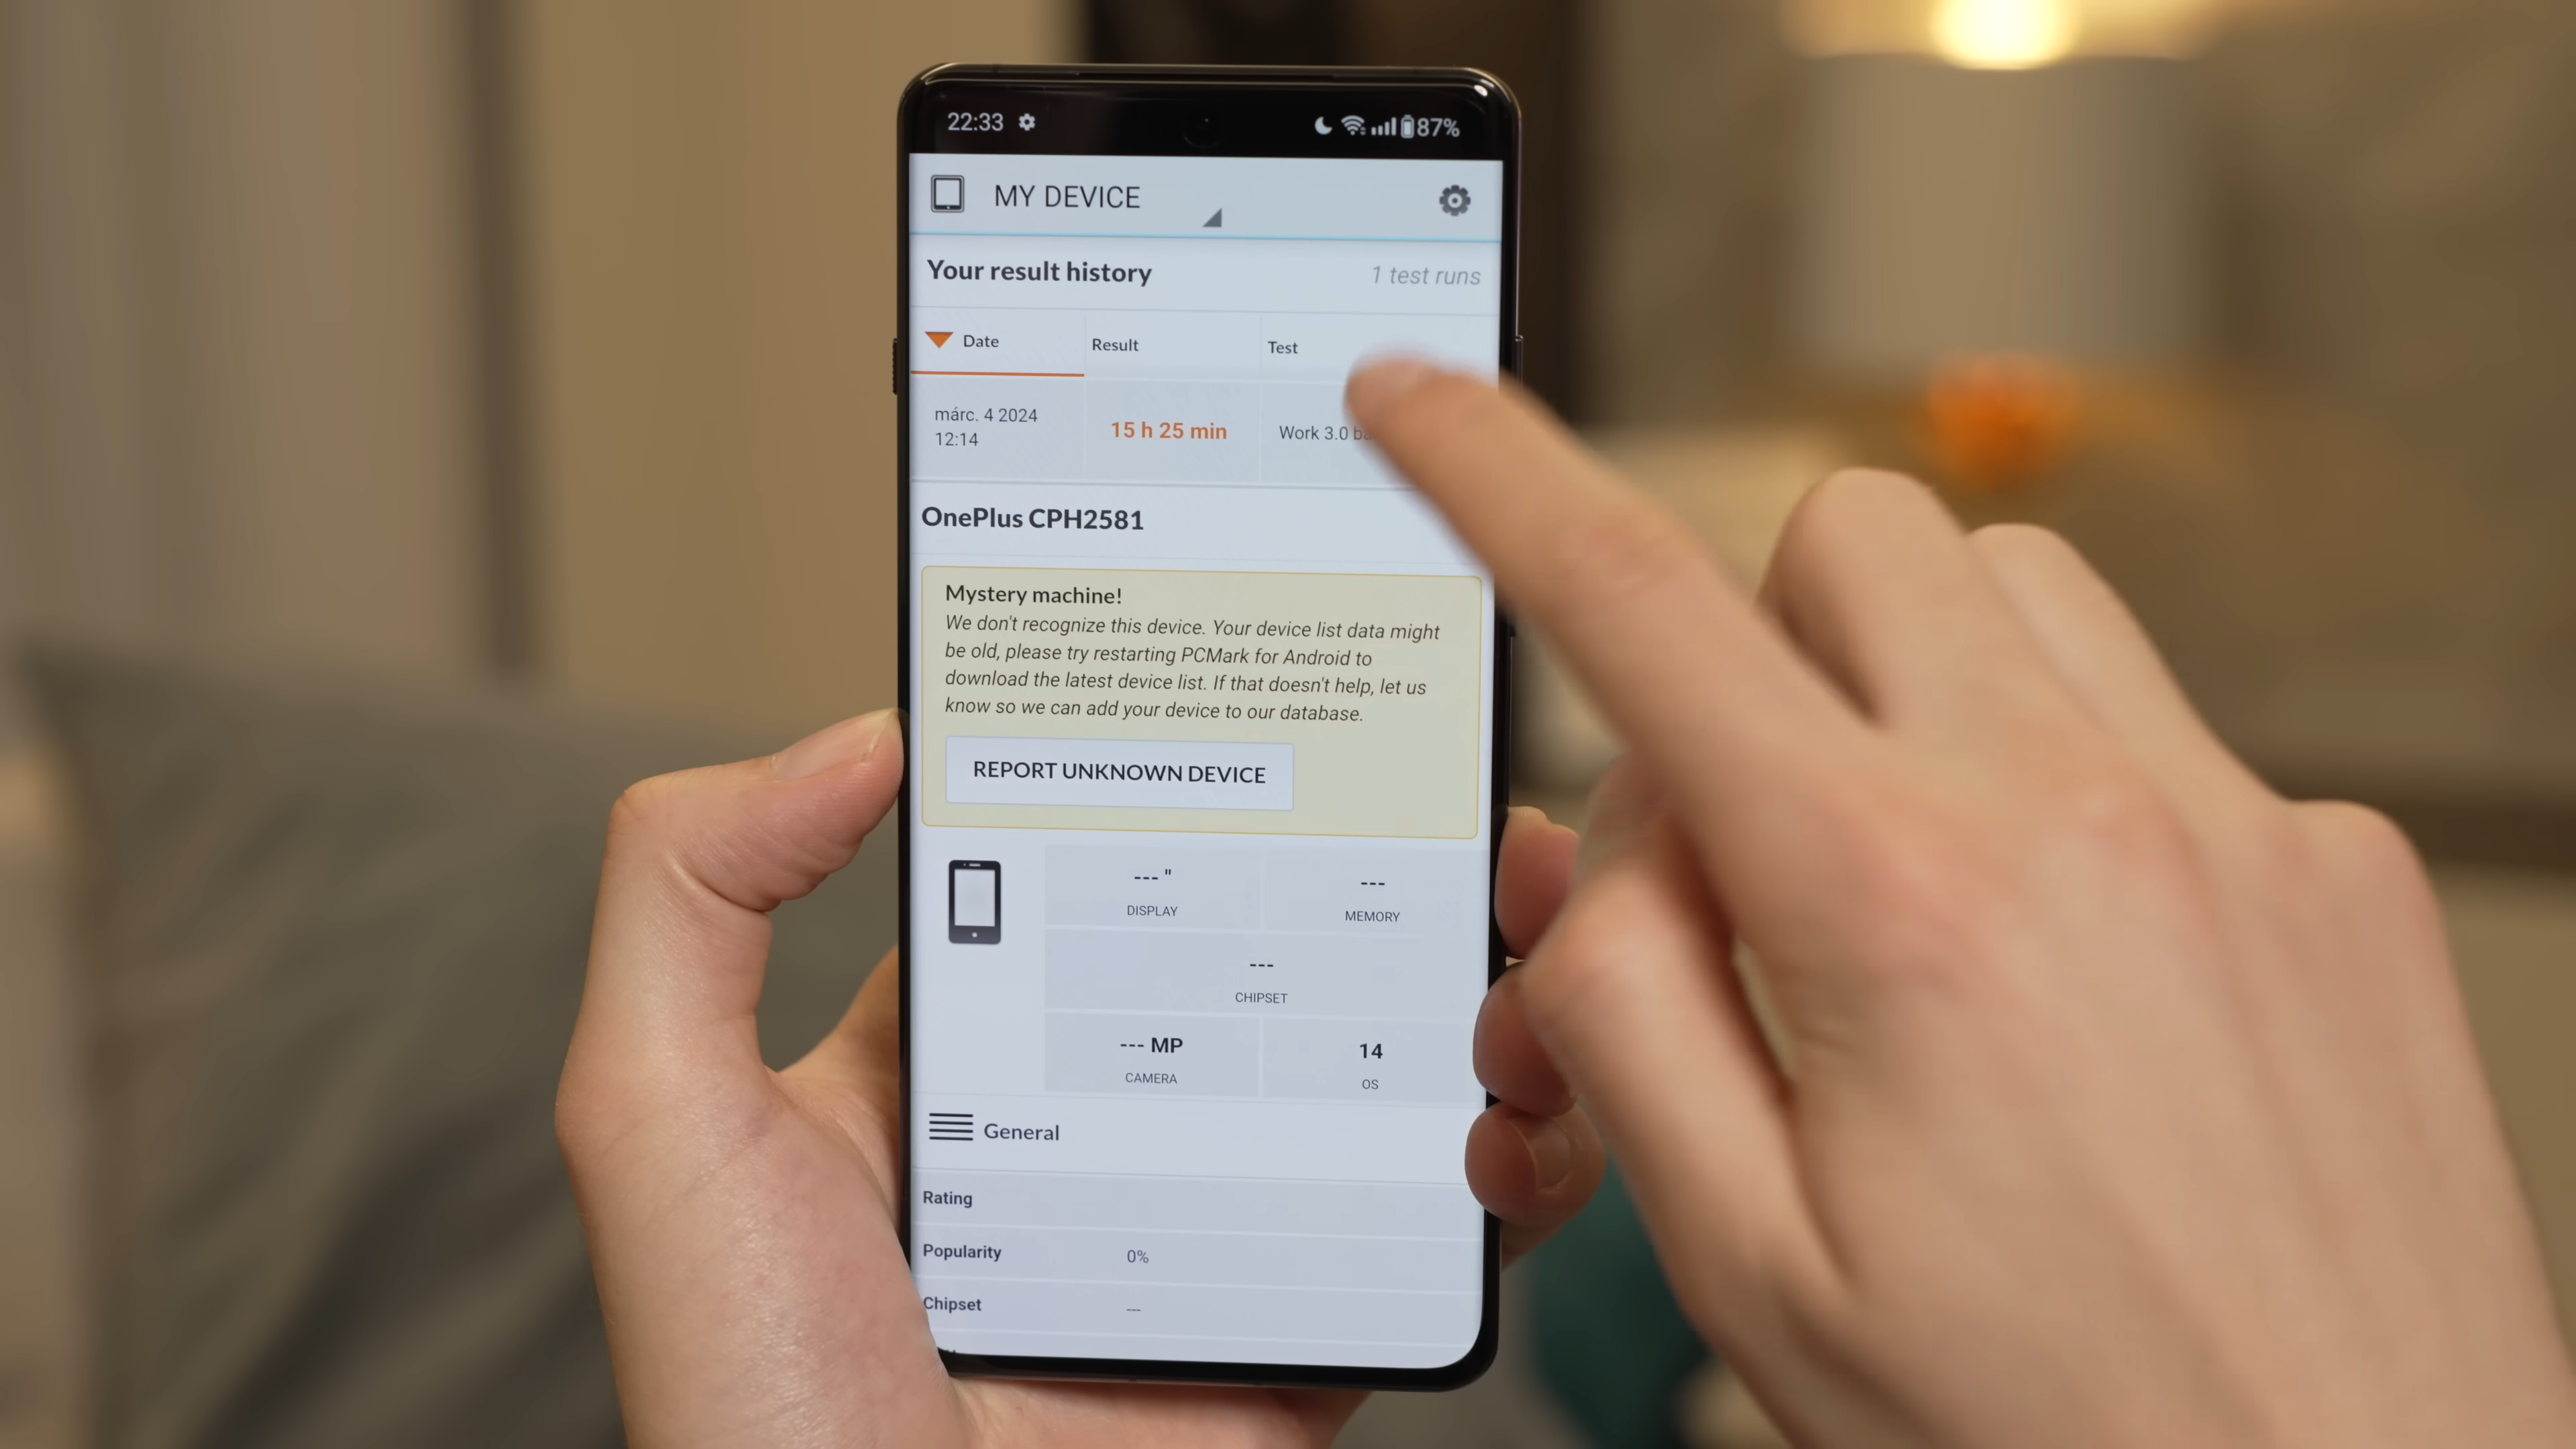 22:33 87%
MY DEVICE
Your result history 1 test runs
Date Result Test
márc. 4 2024
12:14
15 h 25 min
Work 3.0
OnePlus CPH2581
Mystery machine!
We don't recognize this device. Your device list data might
be old, please try restarting PCMark for Android to
download the latest device list. If that doesn't help, let us
know so we can add your device to our database.
REPORT UNKNOWN DEVICE
--- " ---
DISPLAY MEMORY
---
CHIPSET
--- MP 14
CAMERA OS
General
Rating
Popularity 0%
Chipset ---